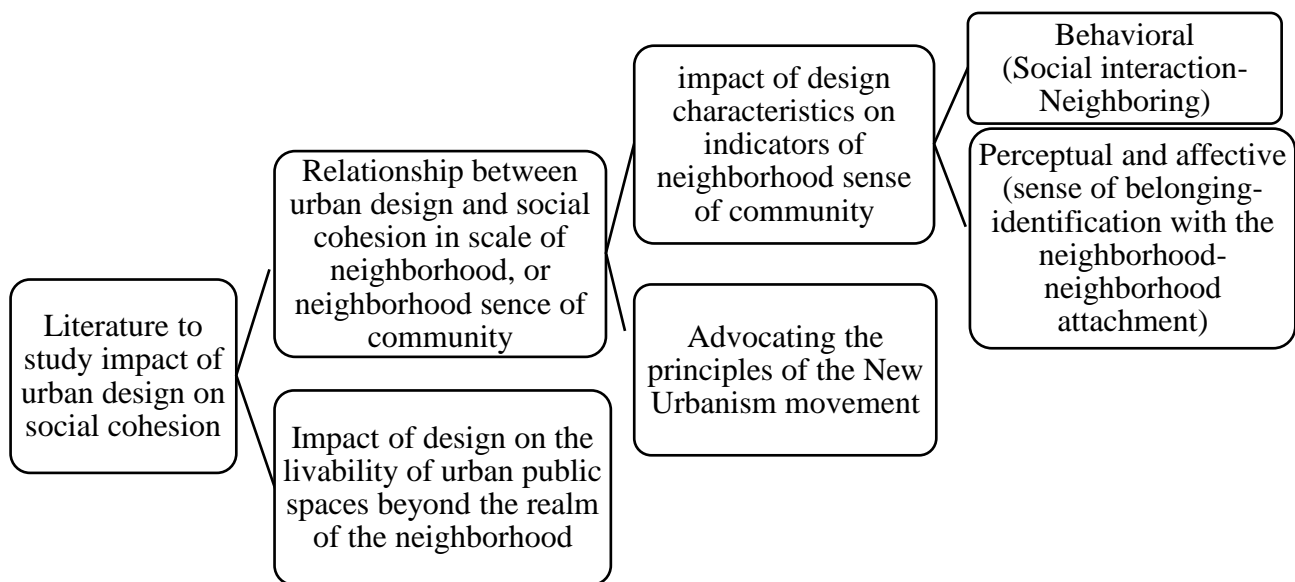 Literature to
study impact of
urban design on
social cohesion
Relationship between
urban design and social
cohesion in scale of
neighborhood, or
neighborhood sence of
community
Impact of design on the
livability of urban public
spaces beyond the realm
of the neighborhood
impact of design
characteristics on
indicators of
neighborhood sense
of community
Advocating the
principles of the New
Urbanism movement
Behavioral
(Social interaction-
Neighboring)
Perceptual and affective
(sense of belonging-
identification with the
neighborhood-
neighborhood
attachment)